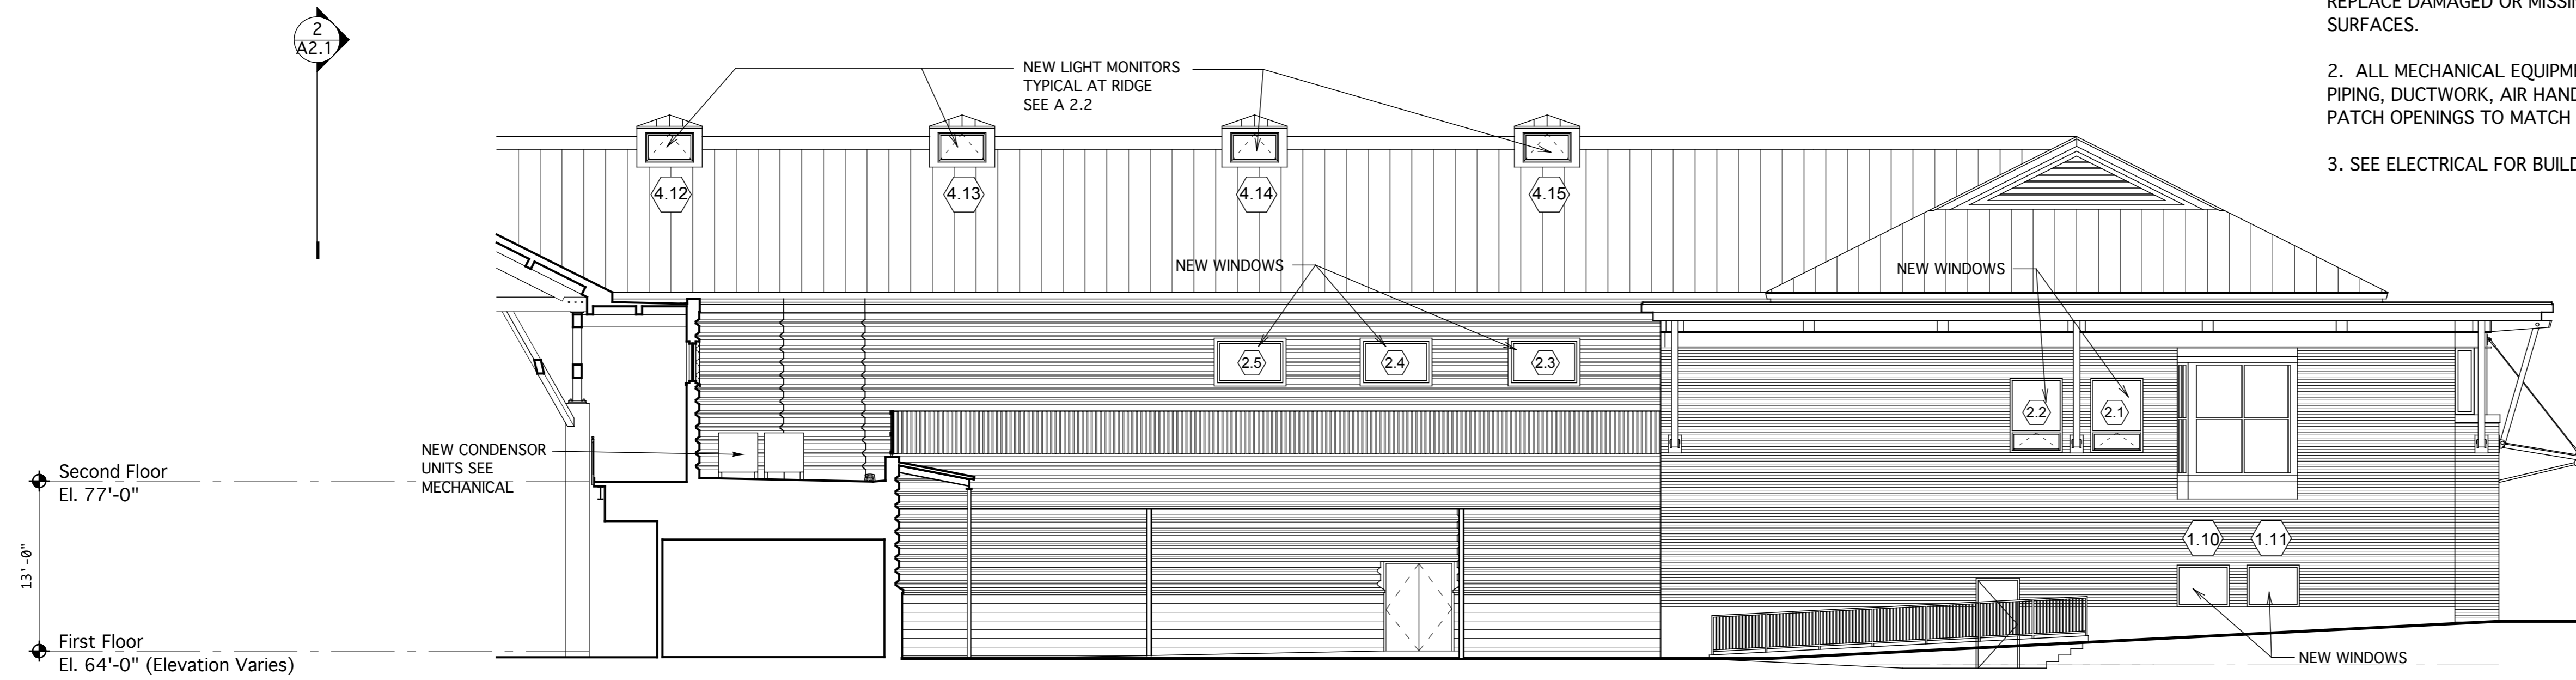 2
A2.1
NEW LIGHT MONITORS
TYPICAL AT RIDGE
SEE A 2.2
4.12
4.13
4.14
4.15
SURFACES.
2. ALL MECHANICAL
PIPING, DUCTWORK, AIR
PATCH OPENINGS TO MATCH
3. SEE ELECTRICAL FOR
REPLACE DAMAGED OR
NEW WINDOWS
NEW WINDOWS
2.5
2.4
2.3
2.2
2.1
NEW CONDENSOR
UNITS SEE
MECHANICAL
Second Floor
El. 77'-0"
13'-0"
First Floor
El. 64'-0" (Elevation Varies)
1.10
1.11
NEW WINDOWS